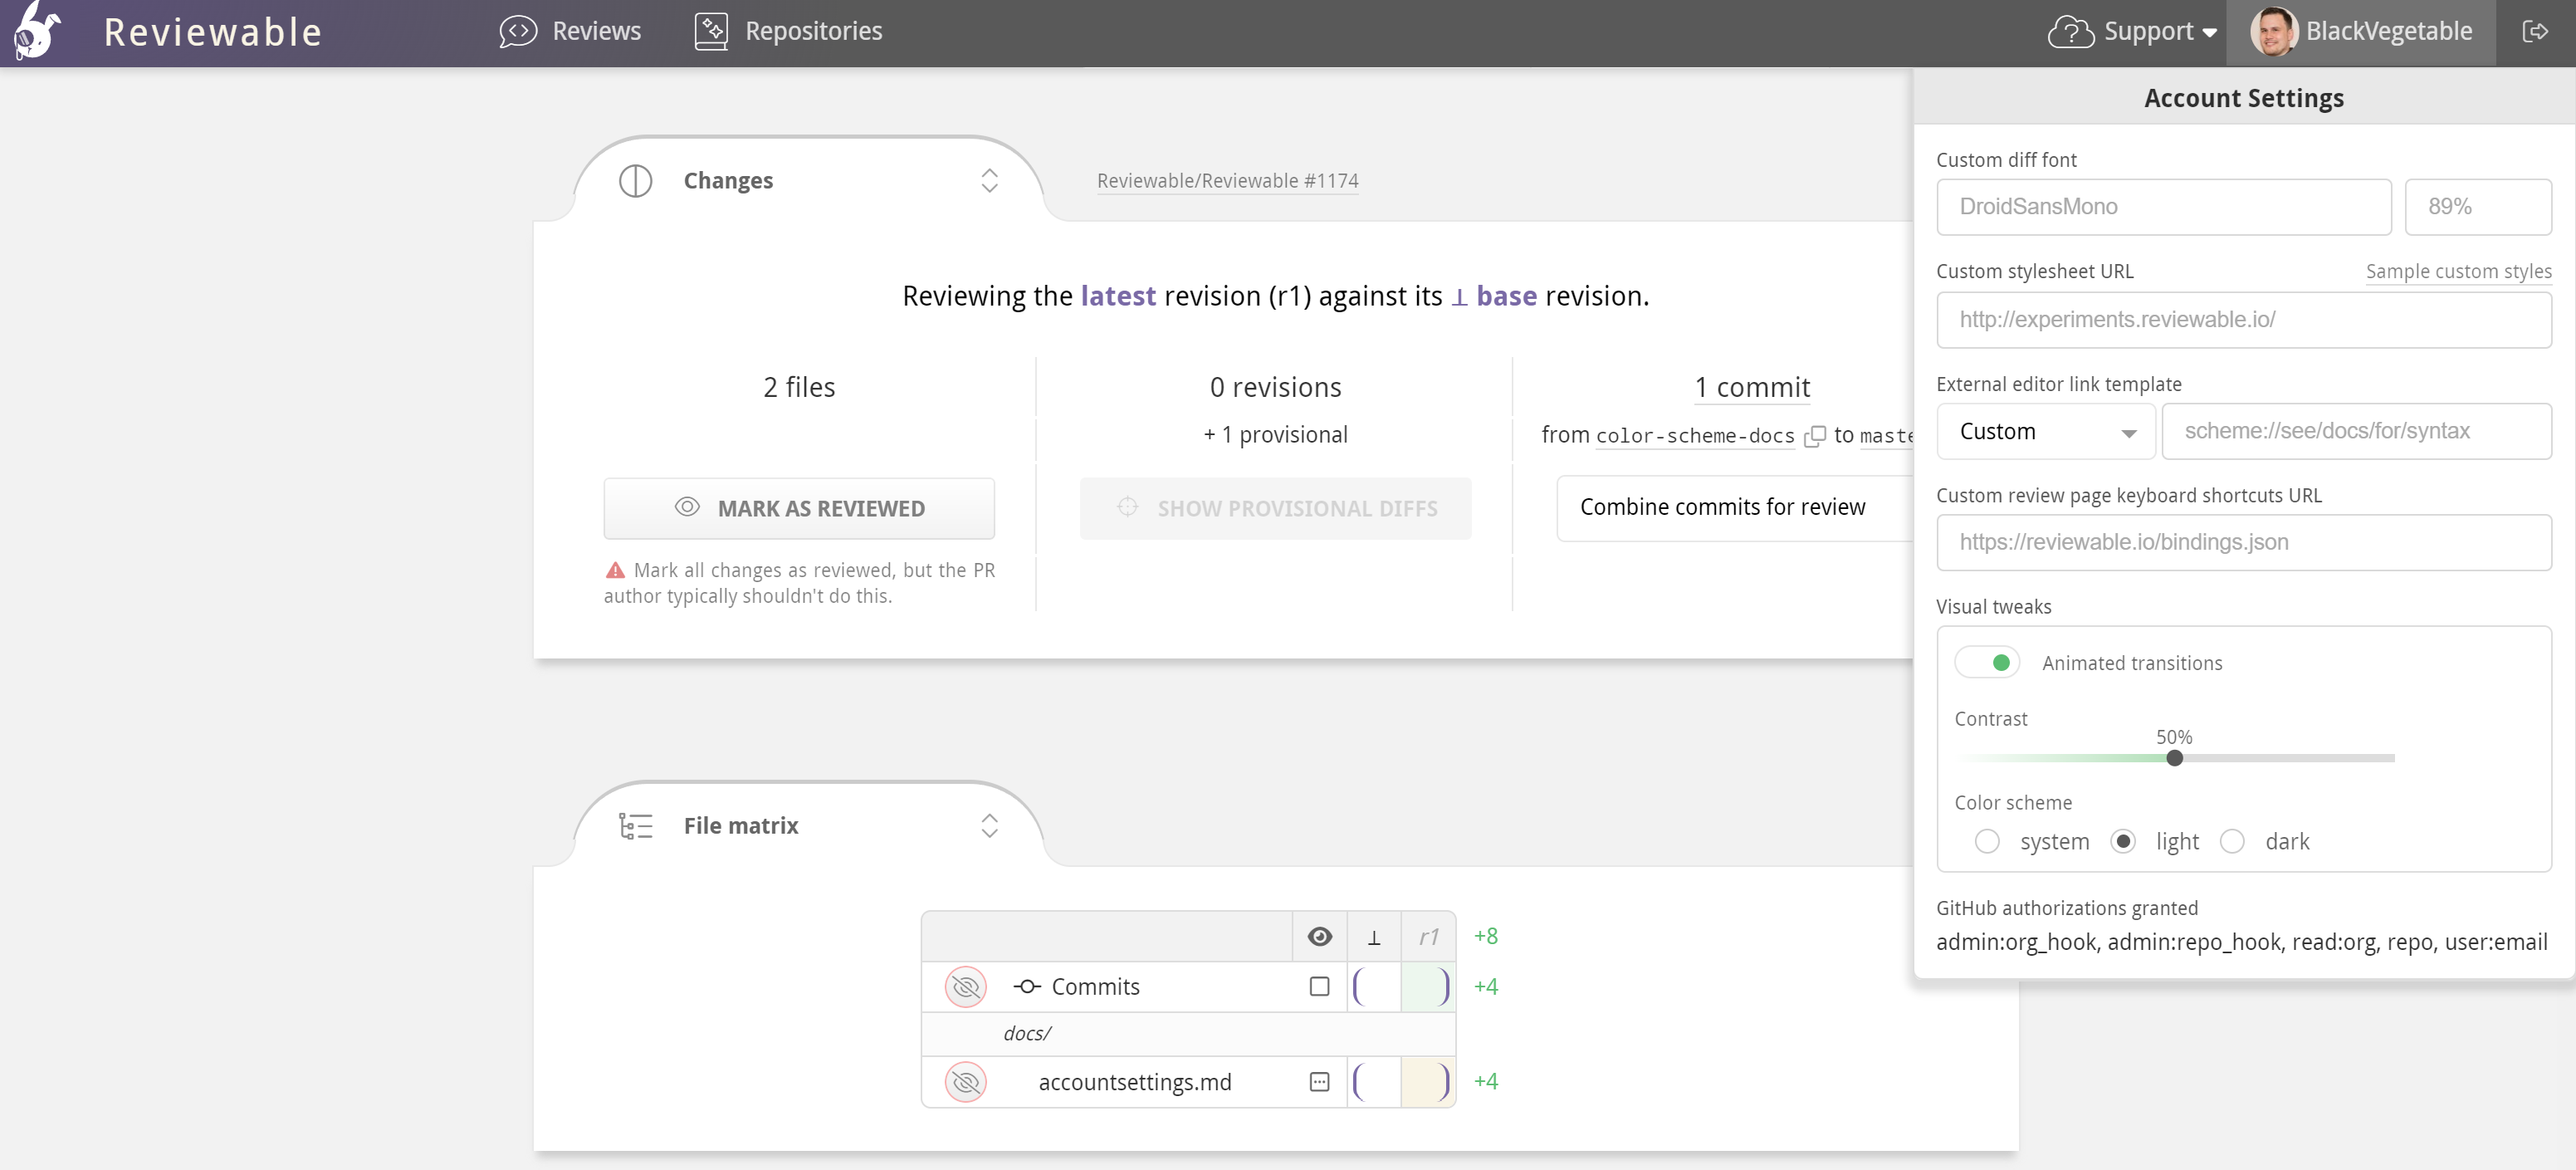 Reviewable
Reviews
Repositories
Support
BlackVegetable
Account Settings
Custom diff font
DroidSansMono
89%
Custom stylesheet URL
Sample custom styles
http://experiments.reviewable.io/
External editor link template
Custom
scheme://see/docs/for/syntax
Custom review page keyboard shortcuts URL
https://reviewable.io/bindings.json
Visual tweaks
Animated transitions
Contrast
50%
Color scheme
system
light
dark
GitHub authorizations granted
admin:org_hook, admin:repo_hook, read:org, repo, user:email
Changes
Reviewable/Reviewable #1174
Reviewing the latest revision (r1) against its ⊥ base revision.
2 files
MARK AS REVIEWED
Mark all changes as reviewed, but the PR
author typically shouldn't do this.
0 revisions
+ 1 provisional
SHOW PROVISIONAL DIFFS
1 commit
from color-scheme-docs to maste
Combine commits for review
File matrix
⊥ r1 +8
Commits +4
docs/
accountsettings.md +4